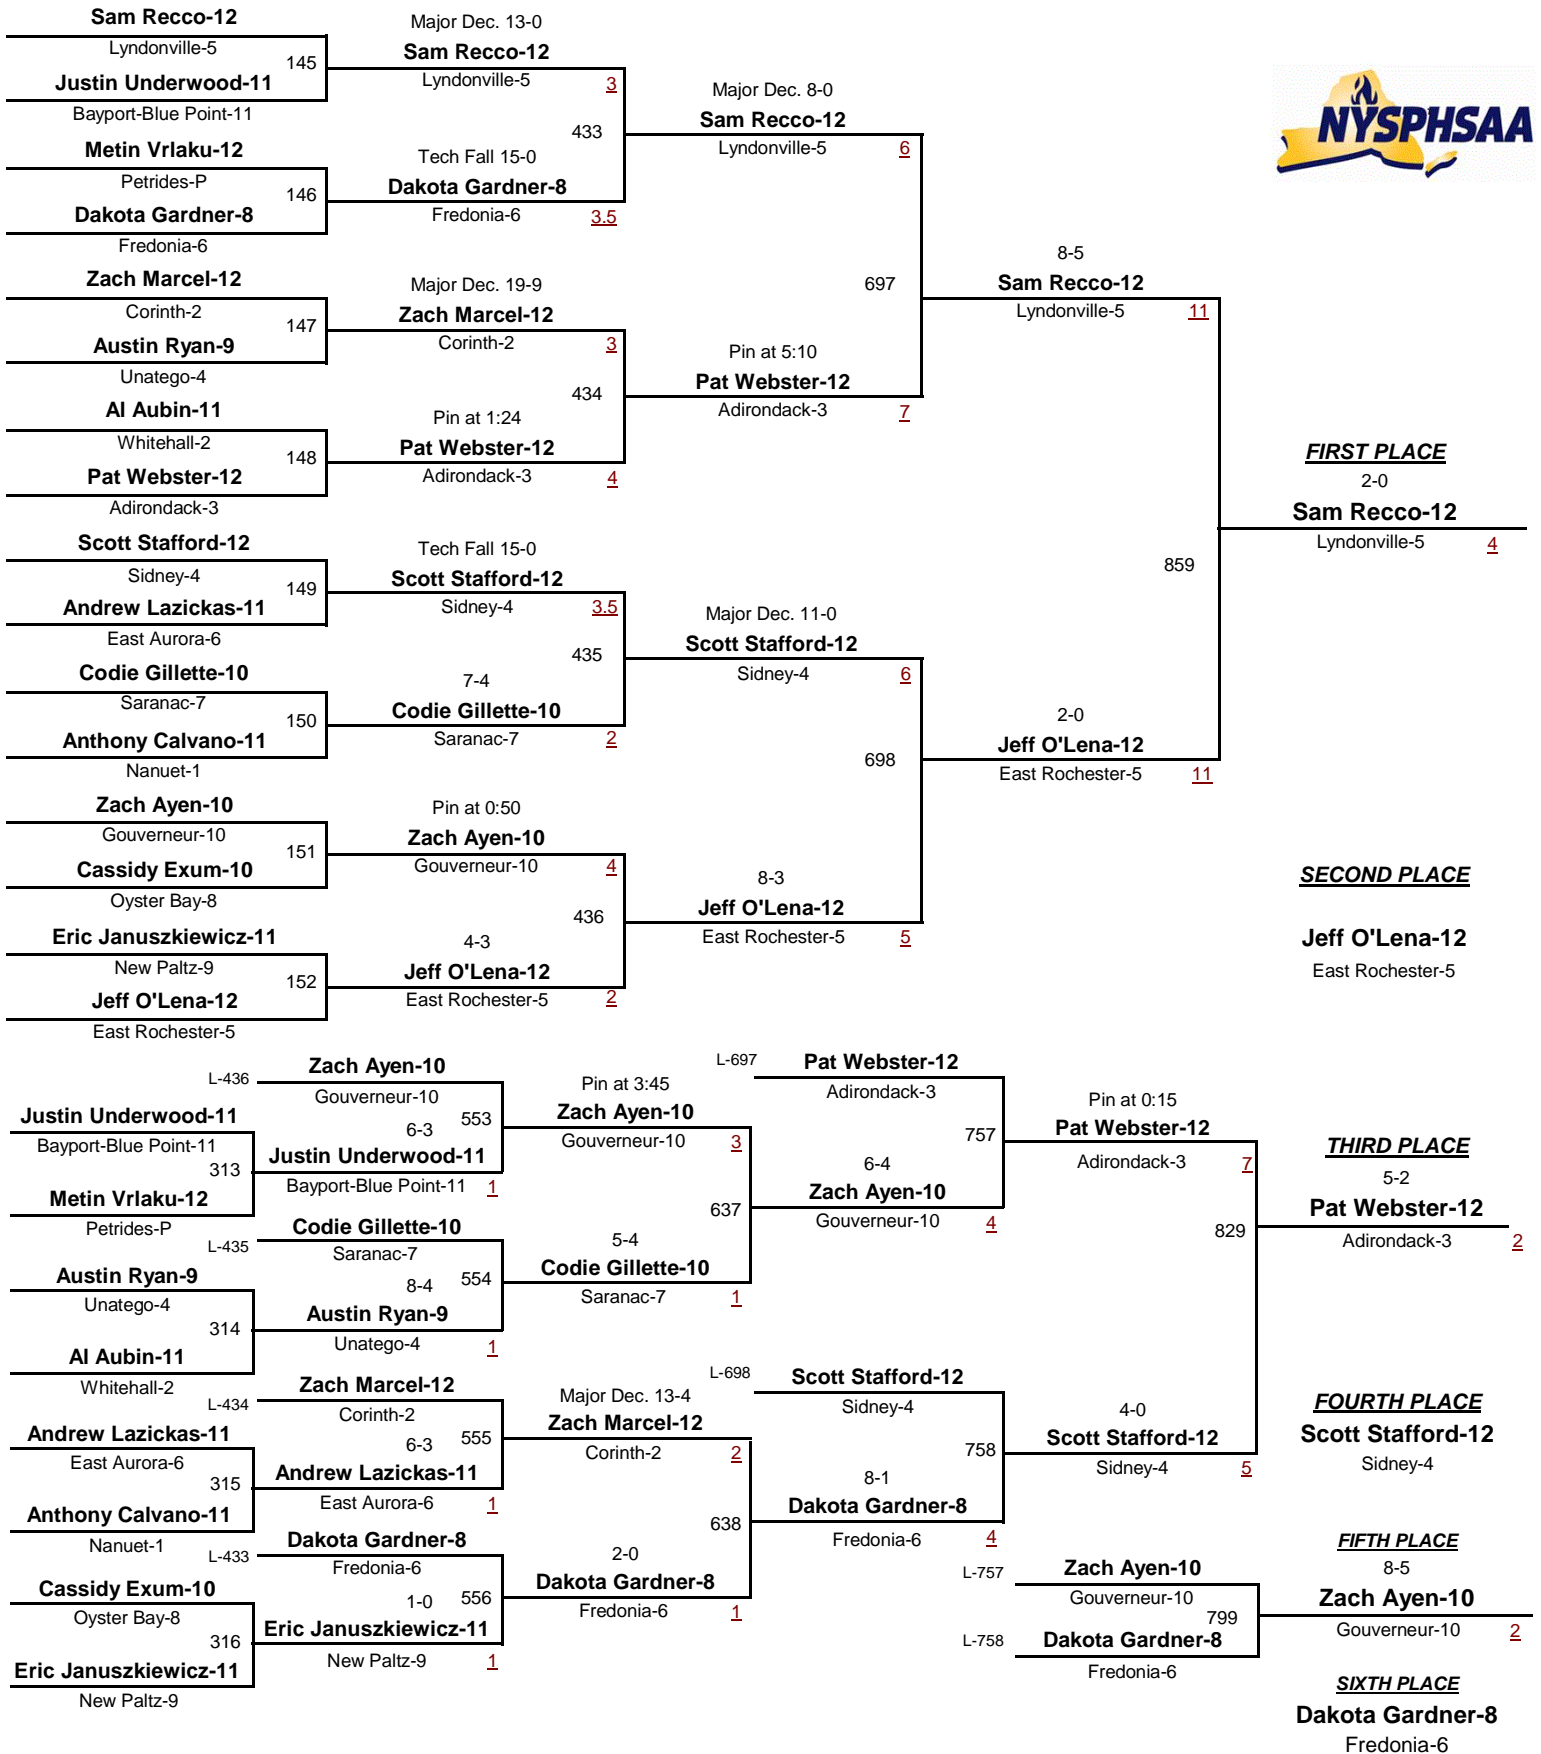 Sam Recco-12
Lyndonville-5
145
Justin Underwood-11
Bayport-Blue Point-11
Metin Vrlaku-12
Petrides-P
146
Dakota Gardner-8
Fredonia-6
Zach Marcel-12
Corinth-2
147
Austin Ryan-9
Unatego-4
Al Aubin-11
Whitehall-2
148
Pat Webster-12
Adirondack-3
Scott Stafford-12
Sidney-4
149
Andrew Lazickas-11
East Aurora-6
Codie Gillette-10
Saranac-7
150
Anthony Calvano-11
Nanuet-1
Zach Ayen-10
Gouverneur-10
151
Cassidy Exum-10
Oyster Bay-8
Eric Januszkiewicz-11
New Paltz-9
152
Jeff O'Lena-12
East Rochester-5
Major Dec. 13-0
Sam Recco-12
Lyndonville-5
3
433
Tech Fall 15-0
Dakota Gardner-8
Fredonia-6
3.5
Major Dec. 19-9
Zach Marcel-12
Corinth-2
3
434
Pin at 1:24
Pat Webster-12
Adirondack-3
4
Tech Fall 15-0
Scott Stafford-12
Sidney-4
3.5
435
7-4
Codie Gillette-10
Saranac-7
2
Pin at 0:50
Zach Ayen-10
Gouverneur-10
4
436
4-3
Jeff O'Lena-12
East Rochester-5
2
Major Dec. 8-0
Sam Recco-12
Lyndonville-5
6
697
Pin at 5:10
Pat Webster-12
Adirondack-3
7
Major Dec. 11-0
Scott Stafford-12
Sidney-4
6
698
8-3
Jeff O'Lena-12
East Rochester-5
5
8-5
Sam Recco-12
Lyndonville-5
11
859
2-0
Jeff O'Lena-12
East Rochester-5
11
NYSPHSAA
FIRST PLACE
2-0
Sam Recco-12
Lyndonville-5
4
SECOND PLACE
Jeff O'Lena-12
East Rochester-5
Justin Underwood-11
Bayport-Blue Point-11
313
Metin Vrlaku-12
Petrides-P
Austin Ryan-9
Unatego-4
314
Al Aubin-11
Whitehall-2
Andrew Lazickas-11
East Aurora-6
315
Anthony Calvano-11
Nanuet-1
Cassidy Exum-10
Oyster Bay-8
316
Eric Januszkiewicz-11
New Paltz-9
L-436
Zach Ayen-10
Gouverneur-10
553
6-3
Justin Underwood-11
Bayport-Blue Point-11
1
L-435
Codie Gillette-10
Saranac-7
554
8-4
Austin Ryan-9
Unatego-4
1
L-434
Zach Marcel-12
Corinth-2
555
6-3
Andrew Lazickas-11
East Aurora-6
1
L-433
Dakota Gardner-8
Fredonia-6
556
1-0
Eric Januszkiewicz-11
New Paltz-9
1
Pin at 3:45
Zach Ayen-10
Gouverneur-10
3
637
5-4
Codie Gillette-10
Saranac-7
1
Major Dec. 13-4
Zach Marcel-12
Corinth-2
2
638
2-0
Dakota Gardner-8
Fredonia-6
1
L-697
Pat Webster-12
Adirondack-3
757
6-4
Zach Ayen-10
Gouverneur-10
4
L-698
Scott Stafford-12
Sidney-4
758
8-1
Dakota Gardner-8
Fredonia-6
4
Pin at 0:15
Pat Webster-12
Adirondack-3
7
829
4-0
Scott Stafford-12
Sidney-4
5
L-757
Zach Ayen-10
Gouverneur-10
799
L-758
Dakota Gardner-8
Fredonia-6
THIRD PLACE
5-2
Pat Webster-12
Adirondack-3
2
FOURTH PLACE
Scott Stafford-12
Sidney-4
FIFTH PLACE
8-5
Zach Ayen-10
Gouverneur-10
2
SIXTH PLACE
Dakota Gardner-8
Fredonia-6